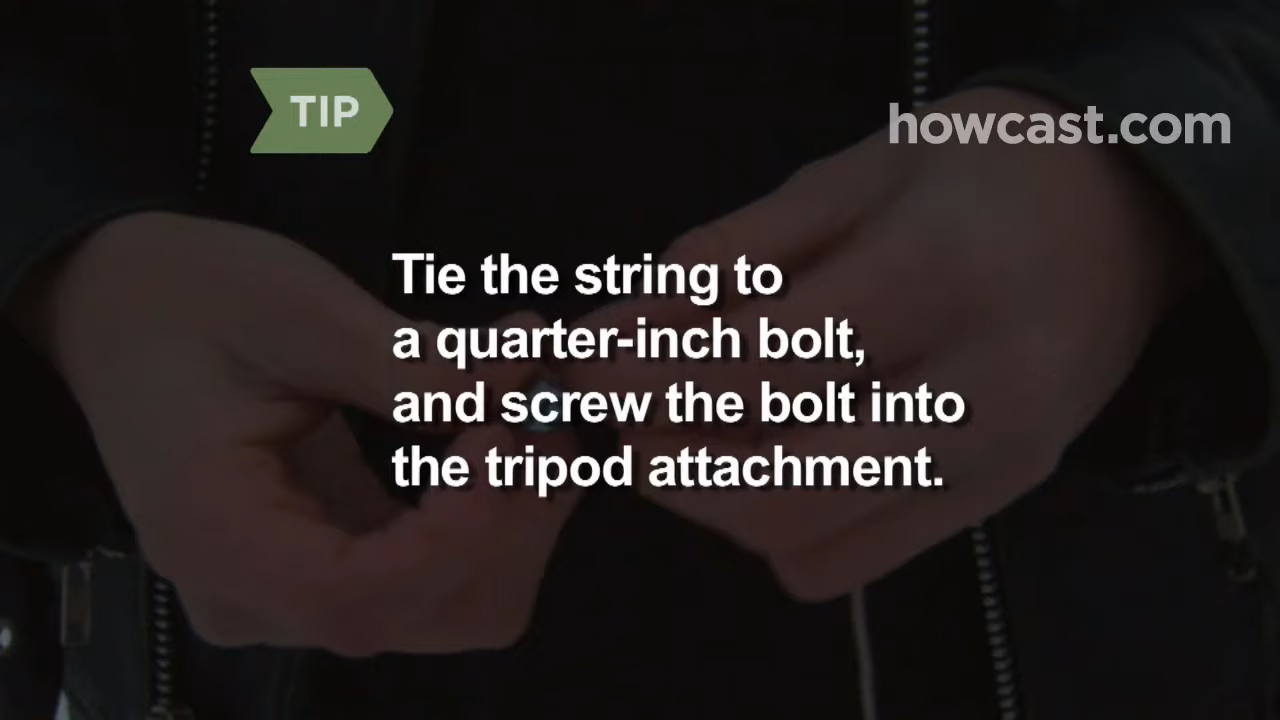 TIP
howcast.com
Tie the string to
a quarter-inch bolt,
and screw the bolt into
the tripod attachment.